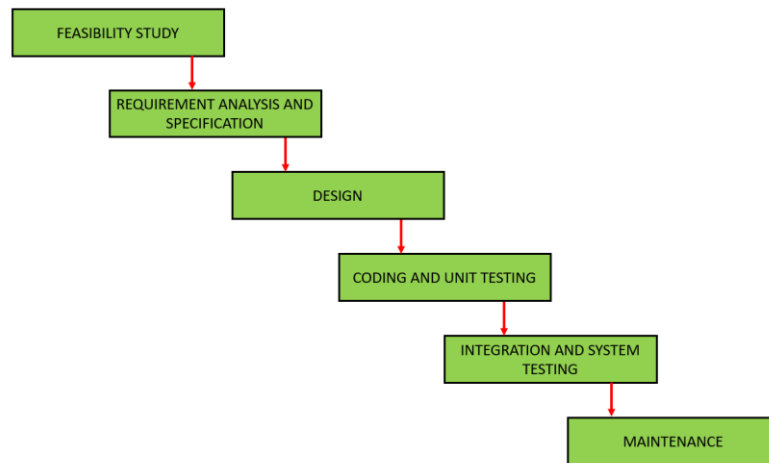 FEASIBILITY STUDY
REQUIREMENT ANALYSIS AND
SPECIFICATION
DESIGN
CODING AND UNIT TESTING
INTEGRATION AND SYSTEM
TESTING
MAINTENANCE